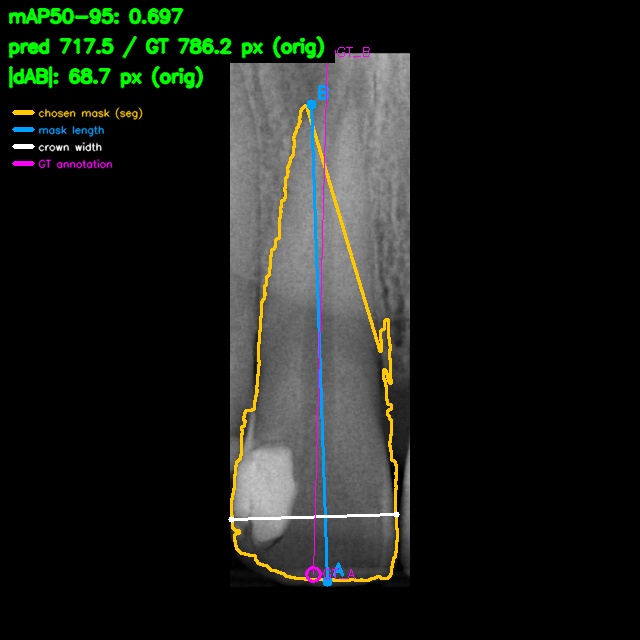 mAP50-95: 0.697
pred 717.5 / GT 786.2 px (orig)
GT_B
|dAB|: 68.7 px (orig)
B
chosen mask (seg)
mask length
crown width
GT annotation
A